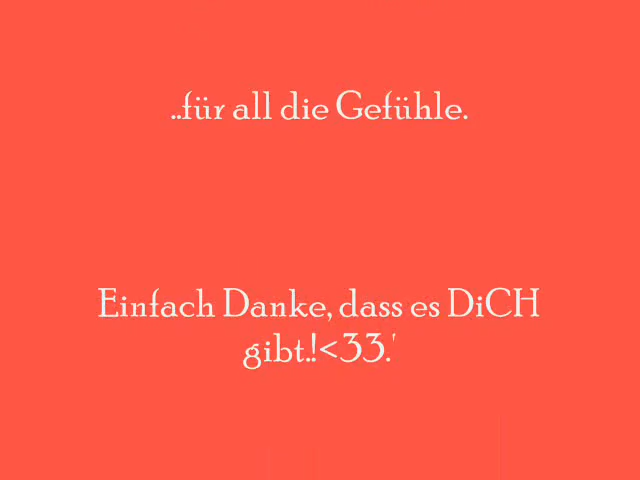 ..für all die Gefühle.
Einfach Danke, dass es DiCH
gibt.!<33.'